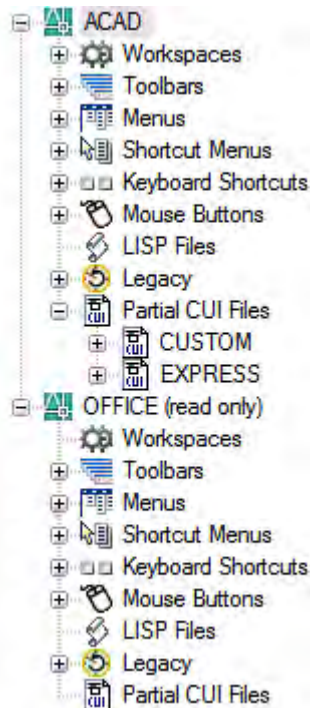 ACAD
Workspaces
Toolbars
Menus
Shortcut Menus
Keyboard Shortcuts
Mouse Buttons
LISP Files
Legacy
Partial CUI Files
CUSTOM
EXPRESS
OFFICE (read only)
Workspaces
Toolbars
Menus
Shortcut Menus
Keyboard Shortcuts
Mouse Buttons
LISP Files
Legacy
Partial CUI Files